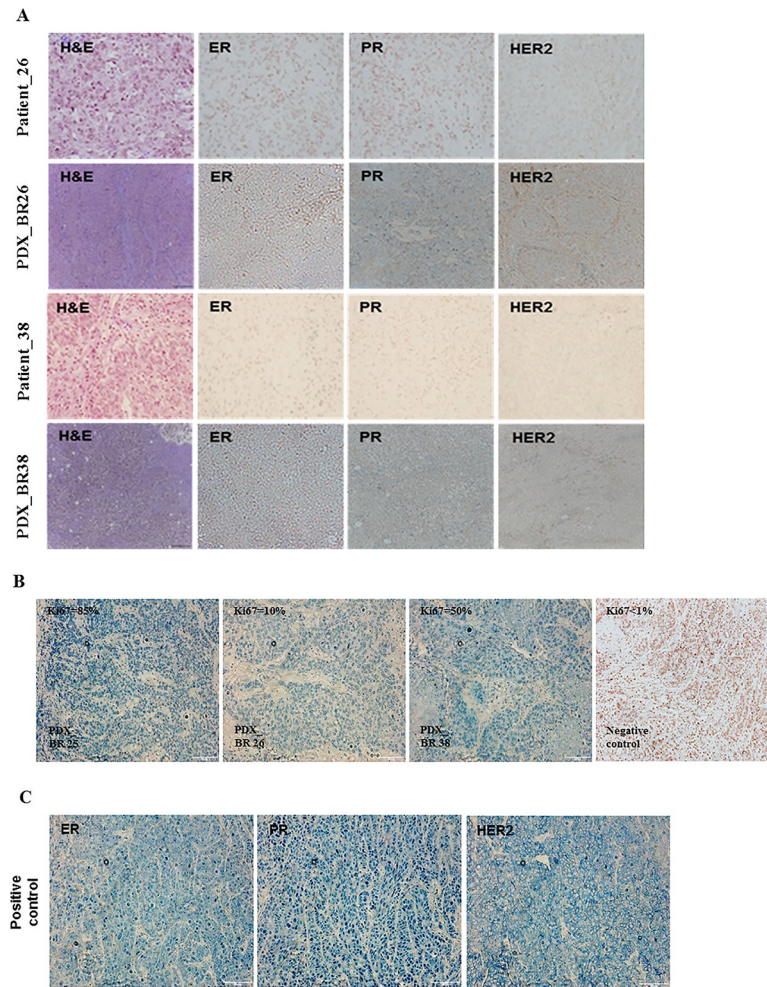 A
Patient_26
H&E
ER
PR
HER2
PDX_BR26
H&E
ER
PR
HER2
Patient_38
H&E
ER
PR
HER2
PDX_BR38
H&E
ER
PR
HER2
B
Ki67=85%
Ki67=10%
Ki67=50%
Ki67<1%
PDX_
BR 25
PDX_
BR 26
PDX_
BR 38
Negative
control
C
Positive
control
ER
PR
HER2